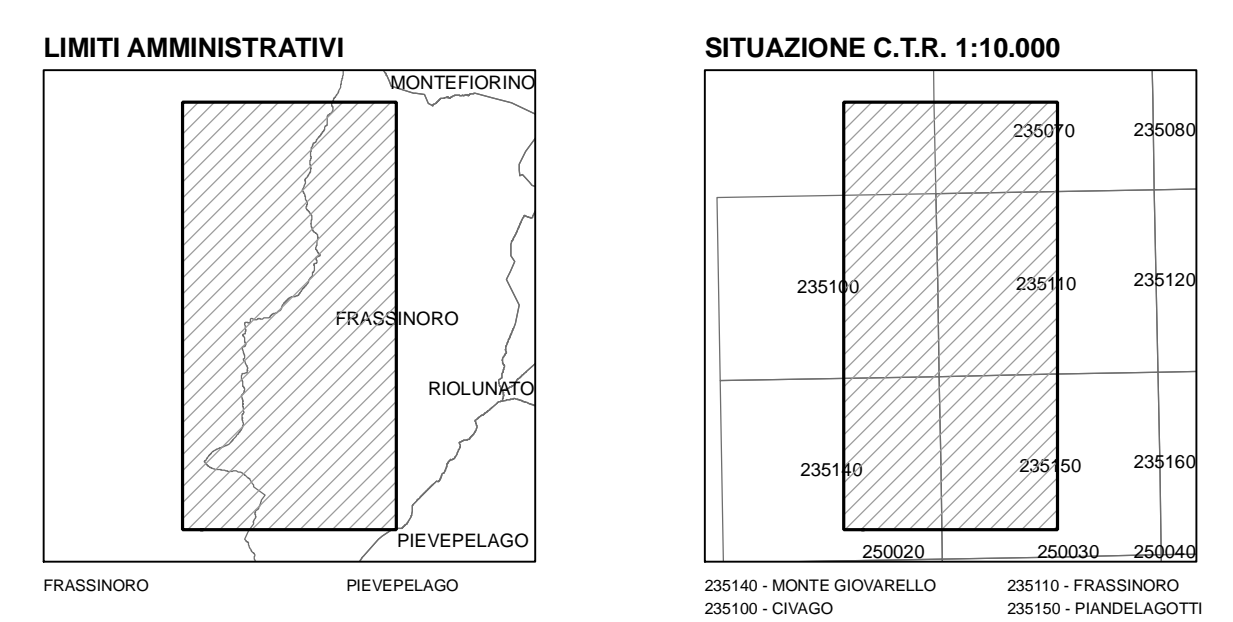 LIMITI AMMINISTRATIVI
MONTEFIORINO
FRASSINORO
RIOLUNATO
PIEVEPELAGO
FRASSINORO PIEVEPELAGO
SITUAZIONE C.T.R. 1:10.000
235070 235080
235100 235110 235120
235140 235150 235160
250020 250030 250040
235140 - MONTE GIOVARELLO 235110 - FRASSINORO
235100 - CIVAGO 235150 - PIANDELAGOTTI